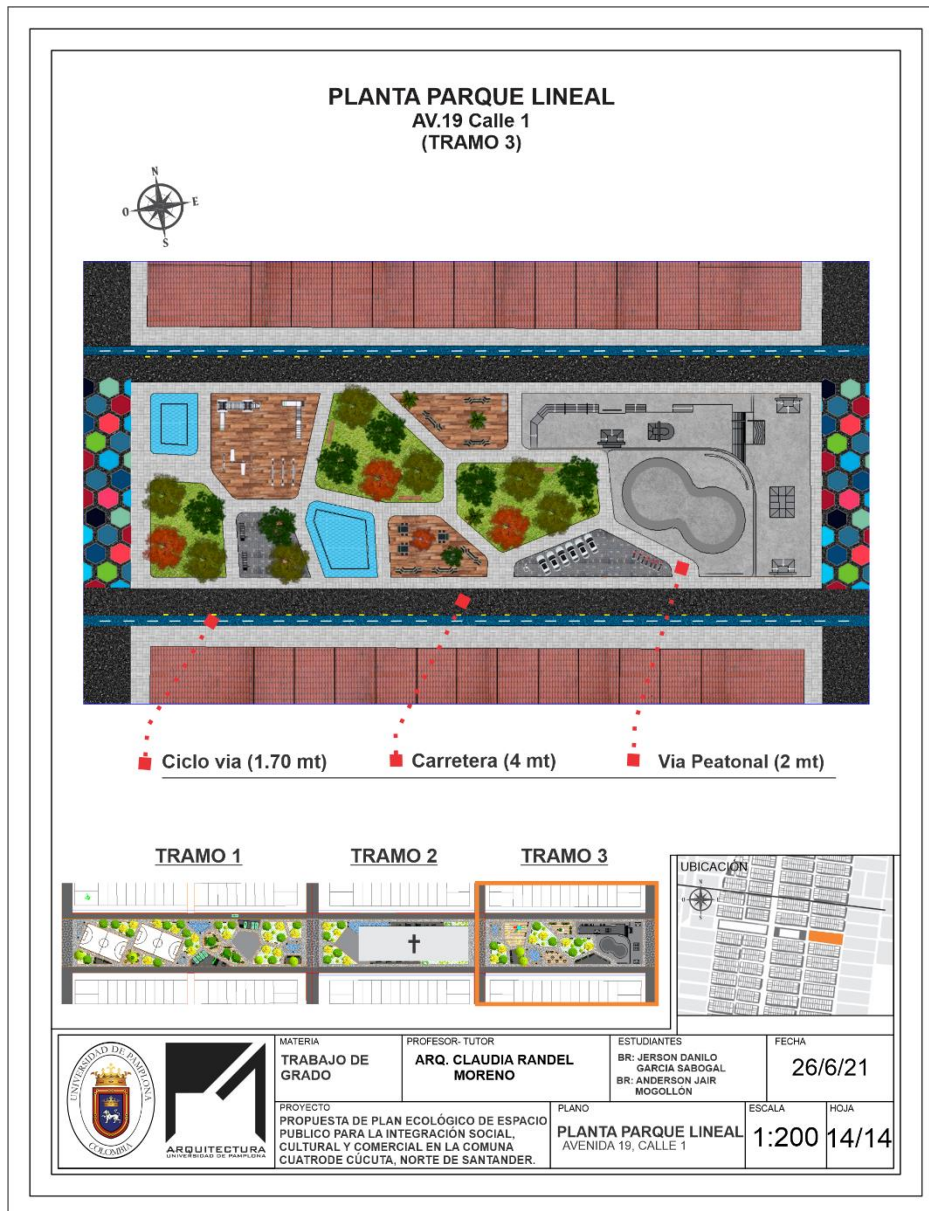 PLANTA PARQUE LINEAL
AV.19 Calle 1
(TRAMO 3)
N
O
E
S
Ciclo via (1.70 mt)
Carretera (4 mt)
Via Peatonal (2 mt)
TRAMO 1
TRAMO 2
TRAMO 3
UBICACIÓN
UNIVERSIDAD DE PAMPLONA
COLOMBIA
ARQUITECTURA
UNIVERSIDAD DE PAMPLONA
MATERIA
TRABAJO DE
GRADO
PROFESOR- TUTOR
ARQ. CLAUDIA RANDEL
MORENO
ESTUDIANTES
BR: JERSON DANILO
GARCIA SABOGAL
BR: ANDERSON JAIR
MOGOLLÓN
FECHA
26/6/21
PROYECTO
PROPUESTA DE PLAN ECOLÓGICO DE ESPACIO
PUBLICO PARA LA INTEGRACIÓN SOCIAL,
CULTURAL Y COMERCIAL EN LA COMUNA
CUATRODE CÚCUTA, NORTE DE SANTANDER.
PLANO
PLANTA PARQUE LINEAL
AVENIDA 19, CALLE 1
ESCALA
1:200
HOJA
14/14